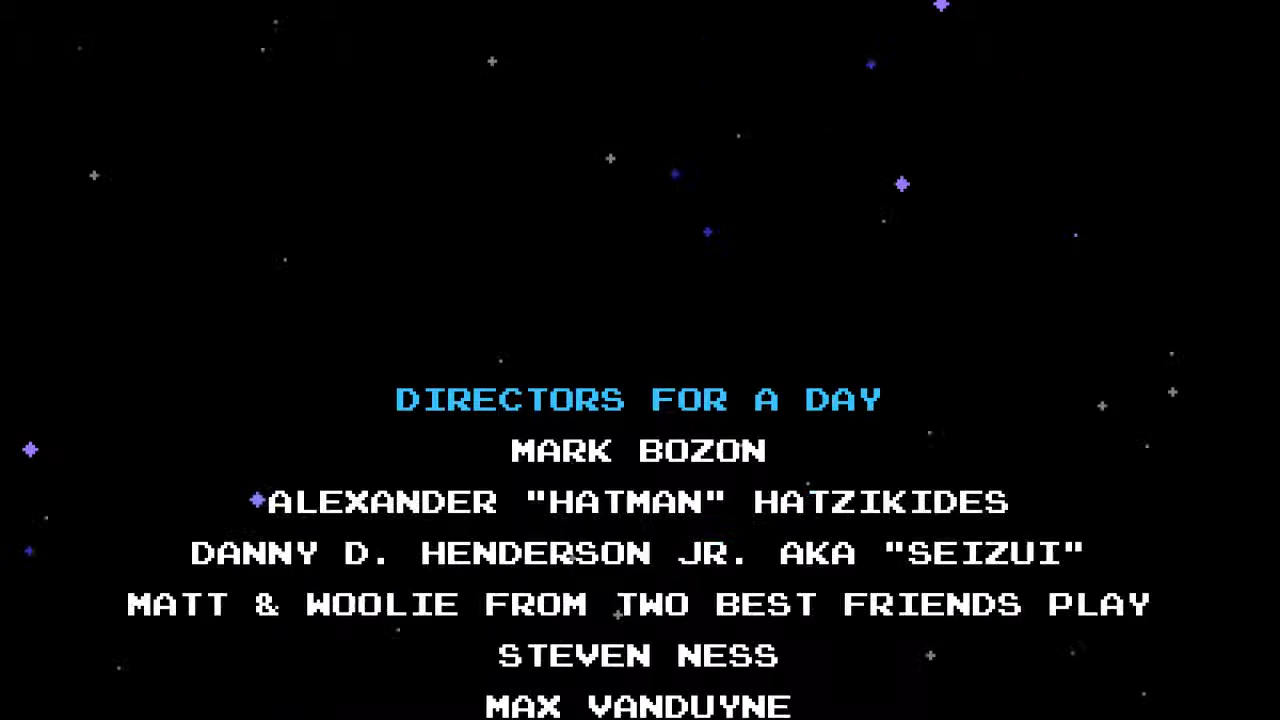 DIRECTORS FOR A DAY
MARK BOZON
ALEXANDER "HATMAN" HATZIKIDES
DANNY D. HENDERSON JR. AKA "SEIZUI"
MATT & WOOLIE FROM TWO BEST FRIENDS PLAY
STEVEN NESS
MAX VANDUYNE